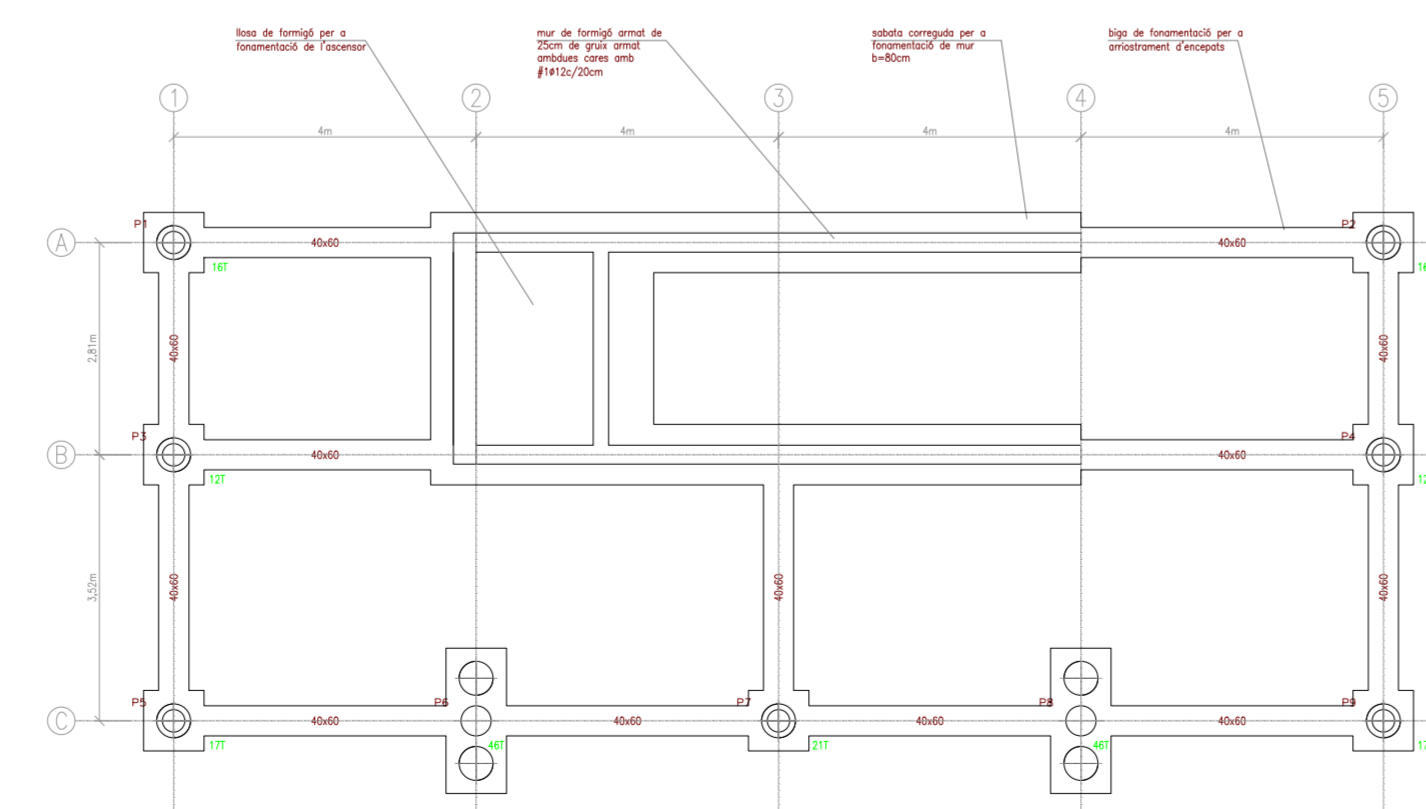 llosa de formigó per a
fonamentació de l'ascensor
mur de formigó armat de
25cm de gruix armat
ambdues cares amb
#1ø12c/20cm
sabata correguda per a
fonamentació de mur
b=80cm
biga de fonamentació per a
arriostrament d'encepats
1
2
3
4
5
4m
4m
4m
4m
P1
P2
A
40x60
40x60
16T
16
2,81m
40x60
40x60
P3
P4
B
40x60
40x60
12T
12
3,52m
40x60
40x60
40x60
P5
P6
P7
P8
P9
C
40x60
40x60
40x60
40x60
17T
46T
21T
46T
17